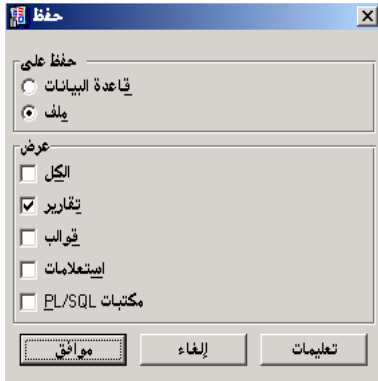 حفظ
حفظ على
قاعدة البيانات
ملف
عرض
الكل
تقارير
قوالب
استعلامات
مكتبات PL/SQL
موافق إلغاء تعليمات